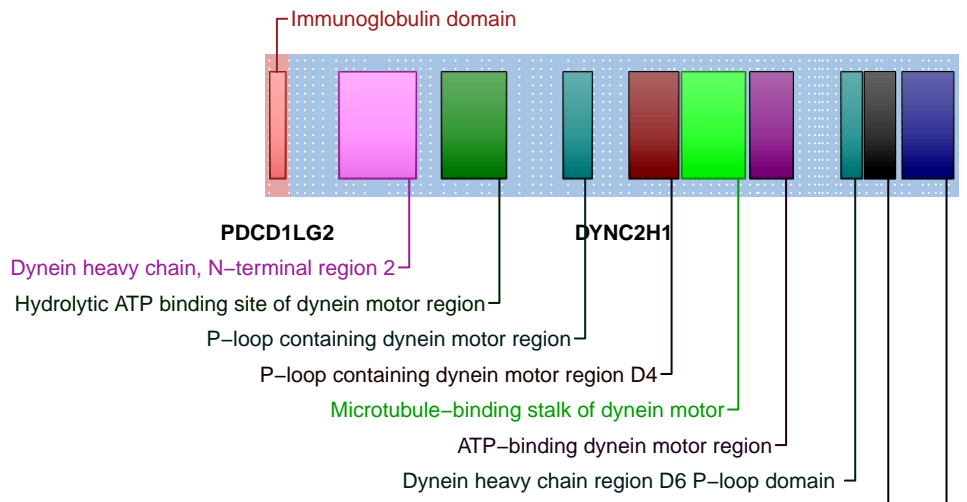 Immunoglobulin domain
PDCD1LG2 DYNC2H1
Dynein heavy chain, N−terminal region 2
Hydrolytic ATP binding site of dynein motor region
P−loop containing dynein motor region
P−loop containing dynein motor region D4
Microtubule−binding stalk of dynein motor
ATP−binding dynein motor region
Dynein heavy chain region D6 P−loop domain